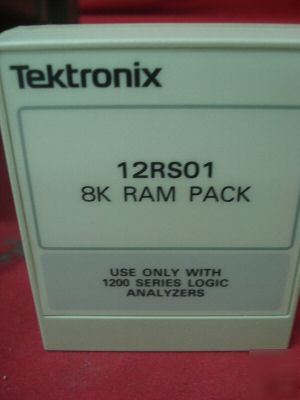 Tektronix
12RS01
8K RAM PACK
USE ONLY WITH
1200 SERIES LOGIC
ANALYZERS